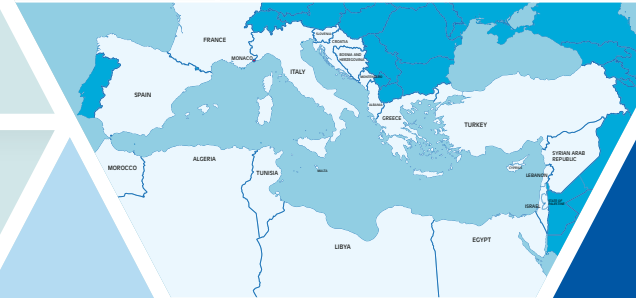 FRANCE
SLOVENIA
CROATIA
BOSNIA AND
HERZEGOVINA
MONACO
ITALY
MONTENEGRO
SPAIN
ALBANIA
GREECE
TURKEY
MOROCCO
ALGERIA
TUNISIA
MALTA
CYPRUS
SYRIAN ARAB
REPUBLIC
LEBANON
ISRAEL
LIBYA
EGYPT